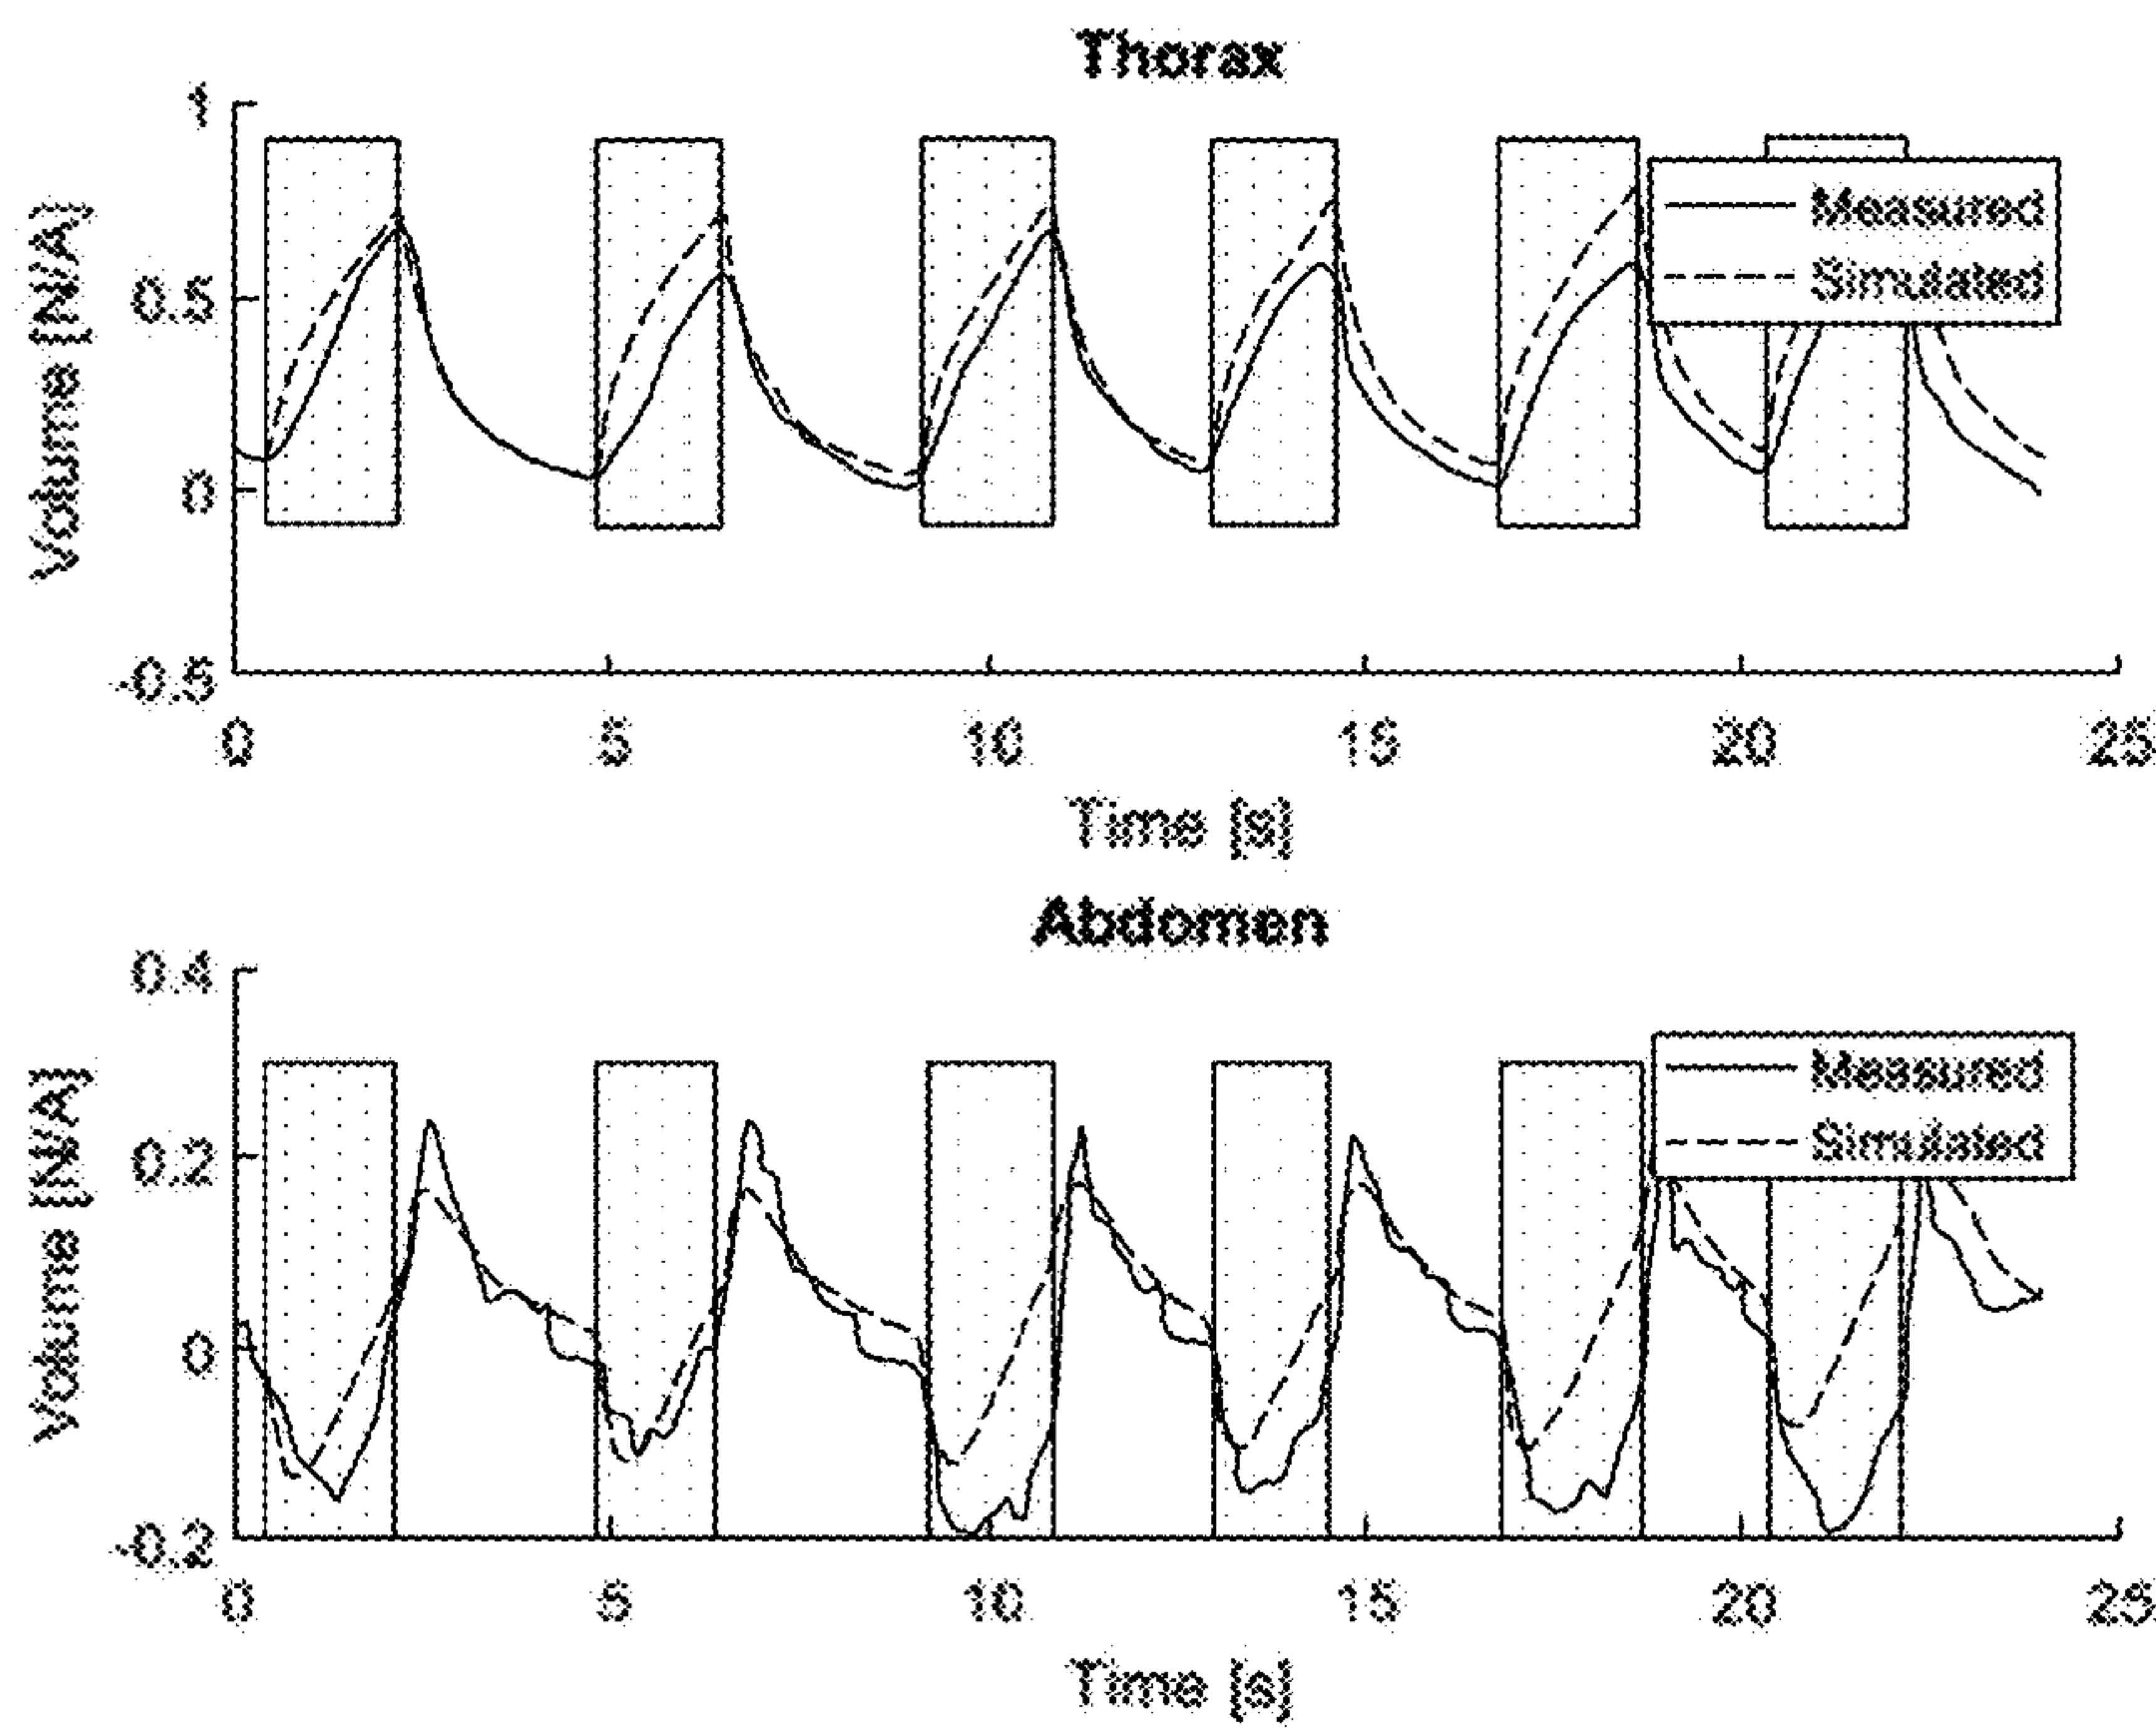 Thorax
1
0.5
0
-0.5
Volume [N/A]
Measured
Simulated
0 5 10 15 20 25
Time [s]
Abdomen
0.4
0.2
0
-0.2
Volume [N/A]
Measured
Simulated
0 5 10 15 20 25
Time [s]